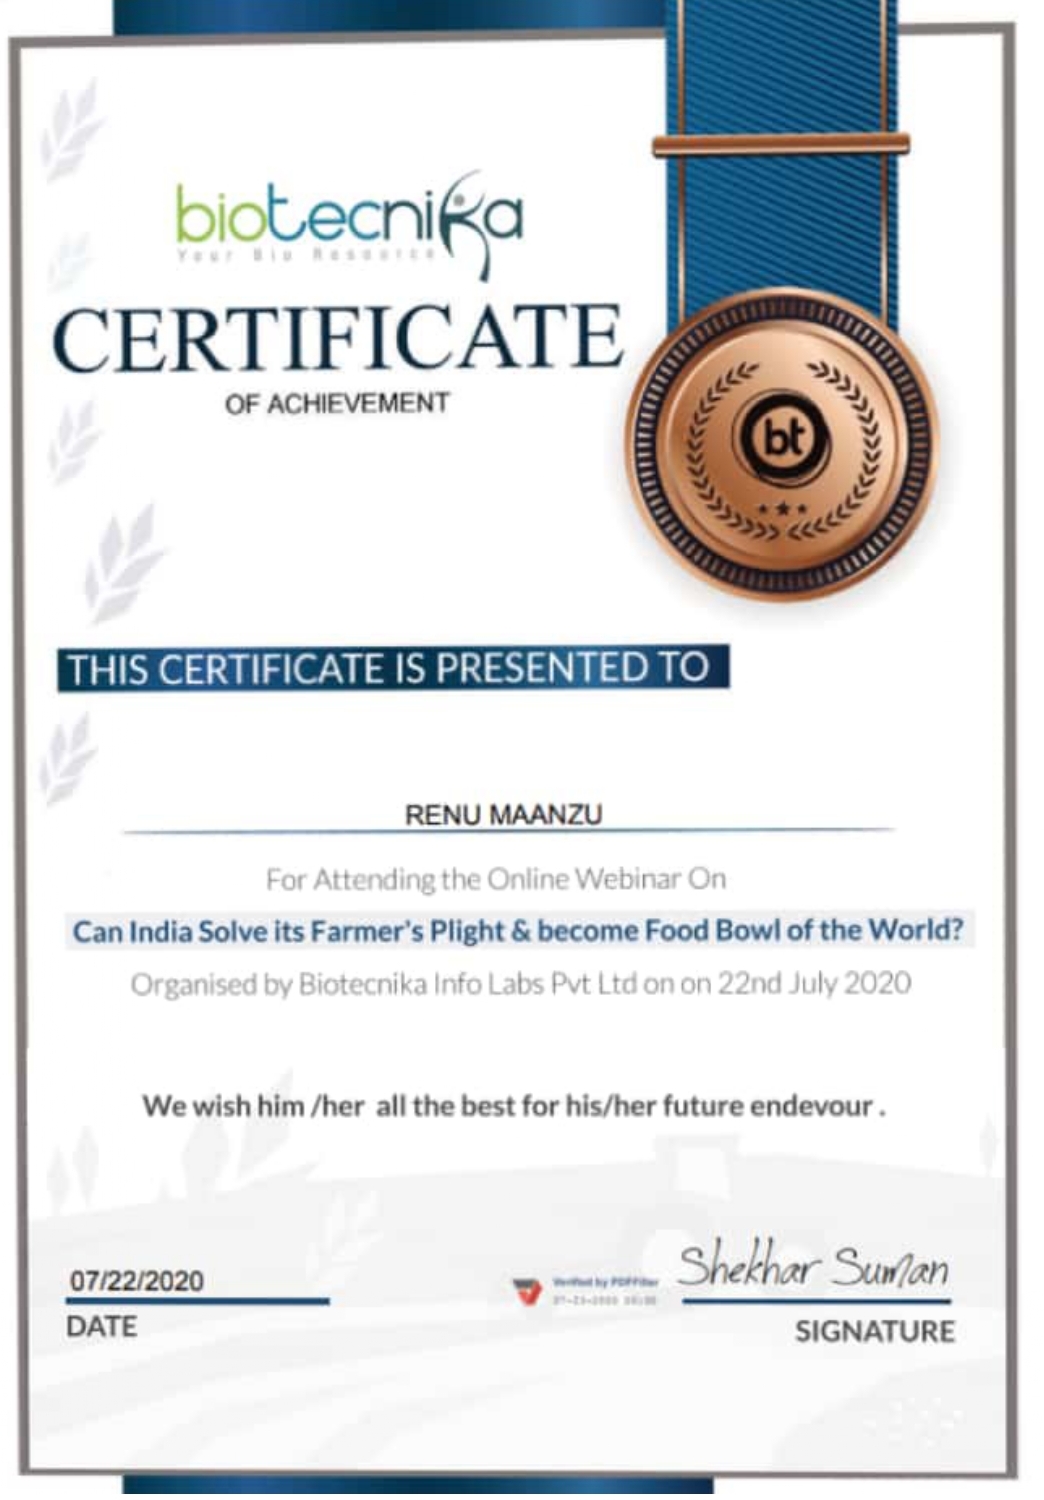 biotecnika
Your Bio Resource
CERTIFICATE
OF ACHIEVEMENT
bt
THIS CERTIFICATE IS PRESENTED TO
RENU MAANZU
For Attending the Online Webinar On
Can India Solve its Farmer's Plight & become Food Bowl of the World?
Organised by Biotecnika Info Labs Pvt Ltd on on 22nd July 2020
We wish him /her all the best for his/her future endevour .
07/22/2020
DATE
Verified by PDFFiller
Shekhar Suman
SIGNATURE